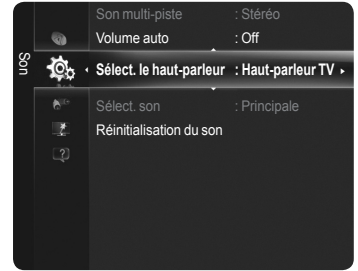 Son
Son multi-piste : Stéréo
Volume auto : Off
Sélect. le haut-parleur : Haut-parleur TV
Sélect. son : Principale
Réinitialisation du son